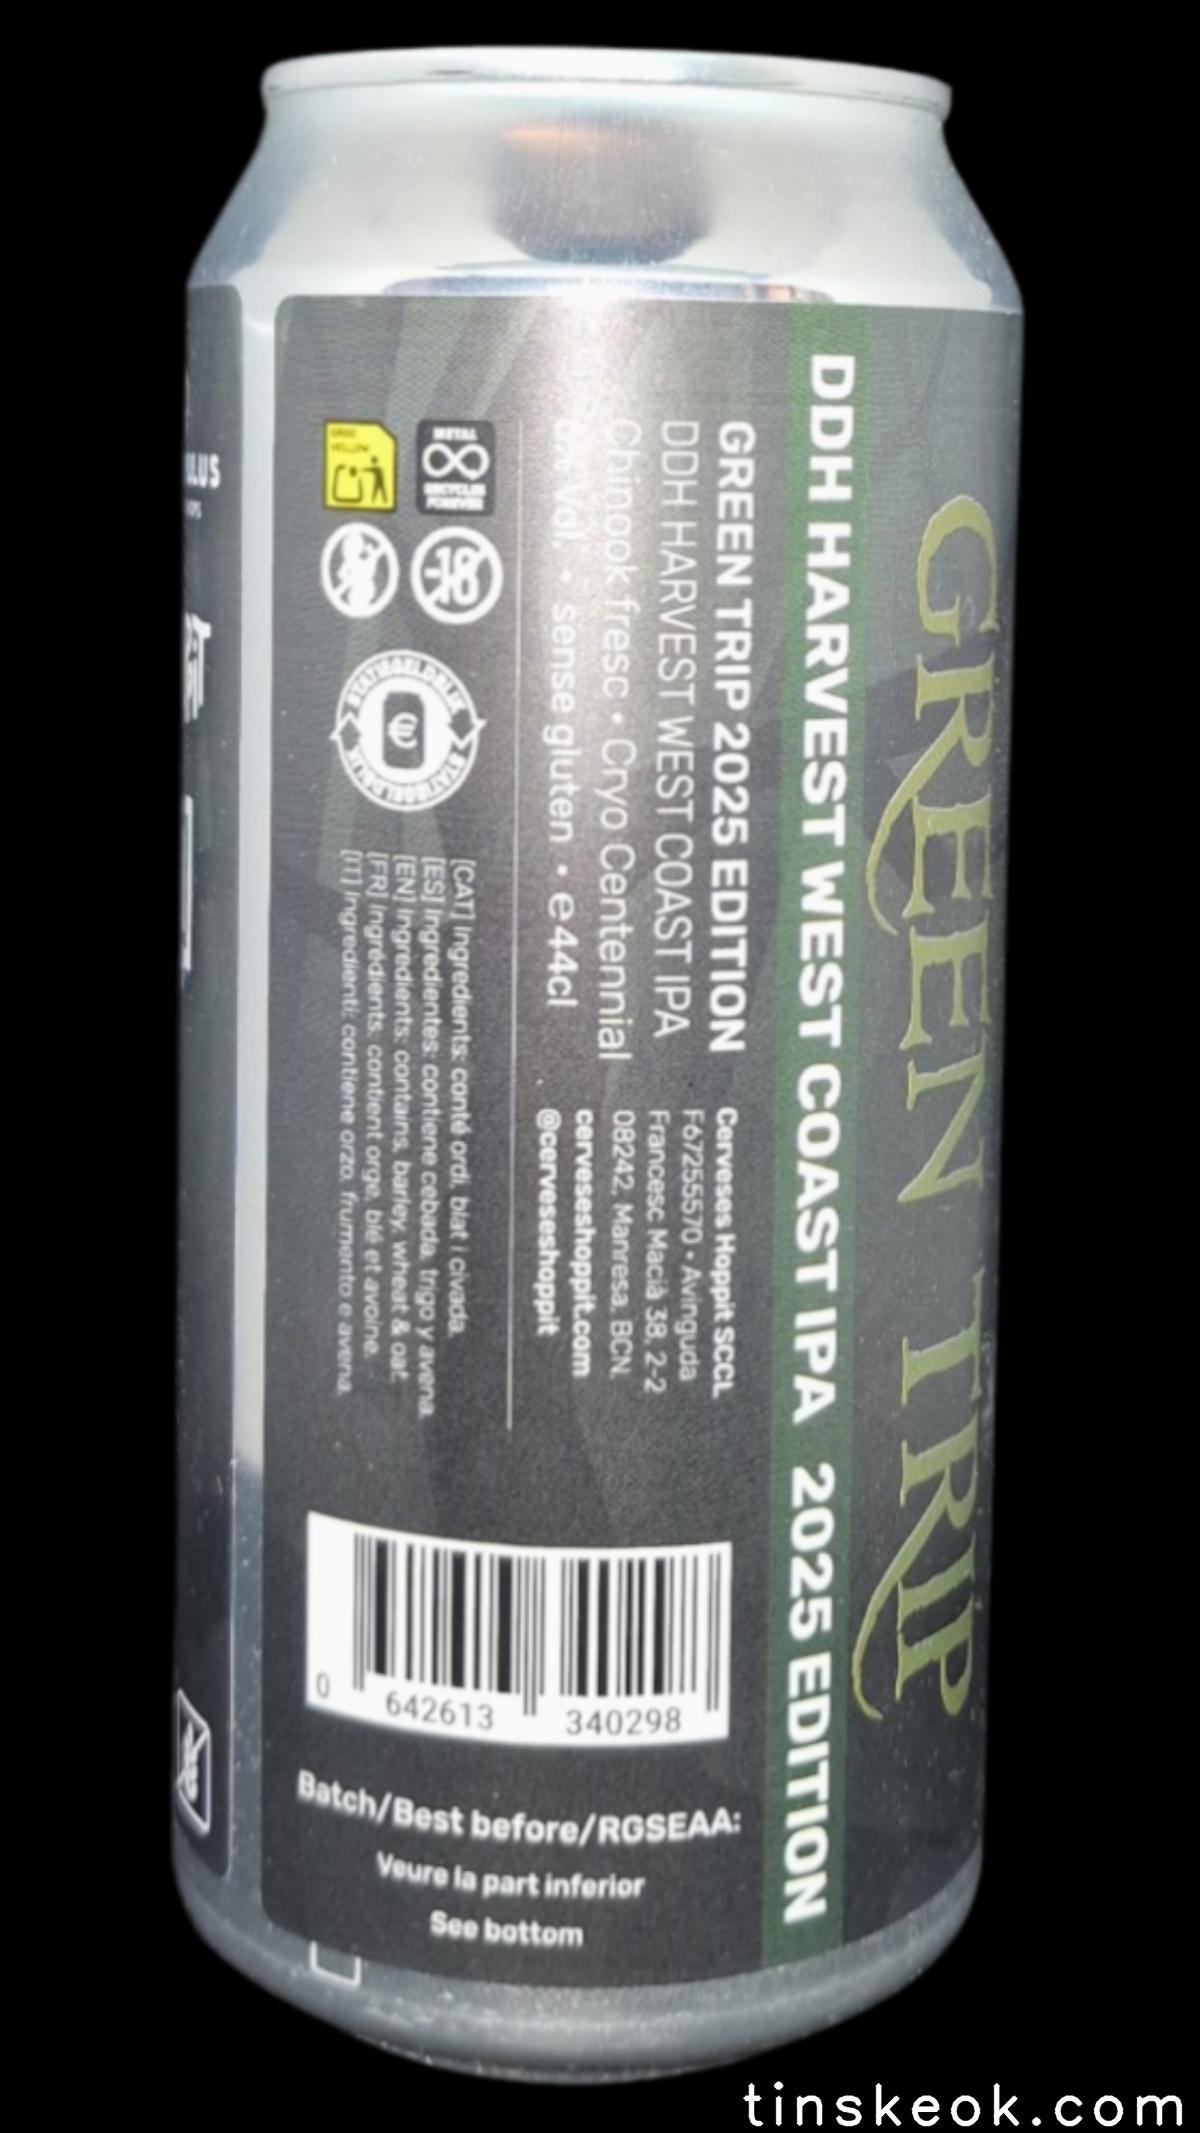 GREEN TRIP
DDH HARVEST WEST COAST IPA 2025 EDITION
GREEN TRIP 2025 EDITION
DDH HARVEST WEST COAST IPA
Chinook fresc • Cryo Centennial
• sense gluten • e44cl
Cerveses Hoppit SCCL
F67255570 • Avinguda
Francesc Macià 38, 2-2
08242, Manresa, BCN
cerveseshoppit.com
@cerveseshoppit
METAL
RECYCLES
FOREVER
STATIEGELDBLIK
STATIEGELDBLIK
[CAT] Ingredients: conté ordi, blat i civada.
[ES] Ingredientes: contiene cebada, trigo y avena.
[EN] Ingredients: contains, barley, wheat & oat.
[FR] Ingrédients: contient orge, blé et avoine.
[IT] Ingredienti: contiene orzo, frumento e avena.
0 642613 340298
Batch/Best before/RGSEAA:
Veure la part inferior
See bottom
tinskeok.com